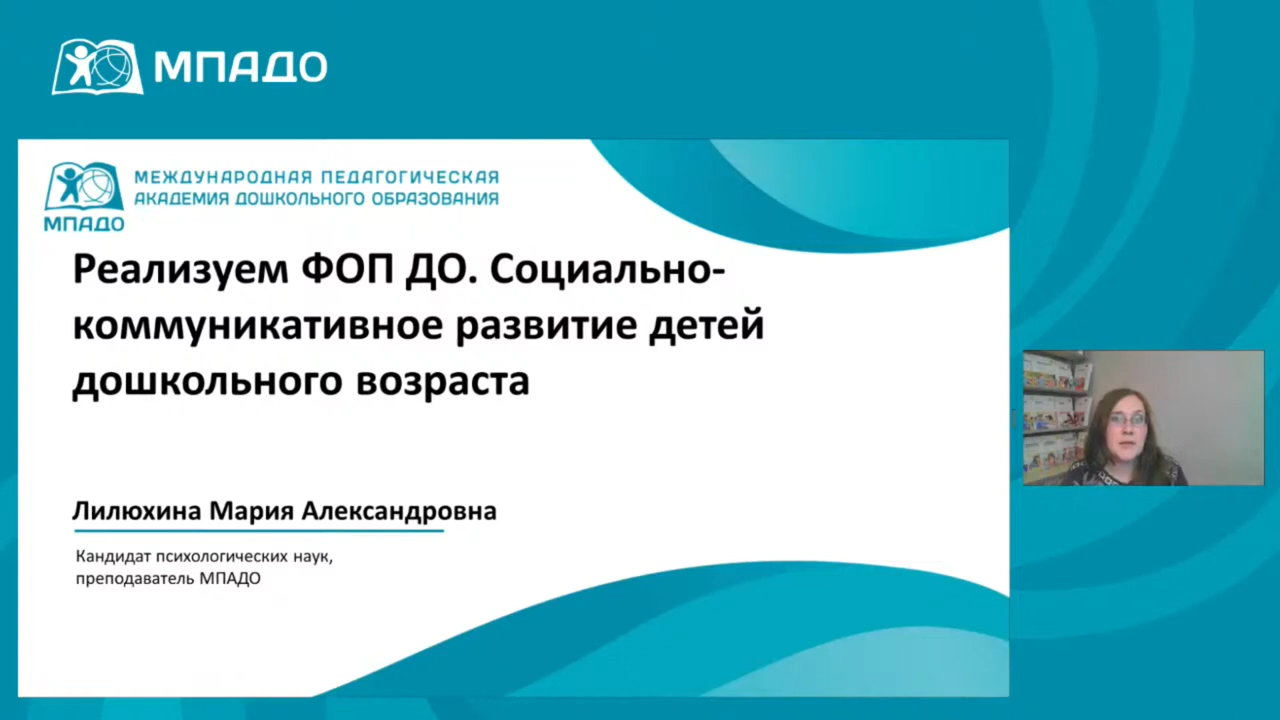 МПАДО
МЕЖДУНАРОДНАЯ ПЕДАГОГИЧЕСКАЯ
АКАДЕМИЯ ДОШКОЛЬНОГО ОБРАЗОВАНИЯ
МПАДО
Реализуем ФОП ДО. Социально-
коммуникативное развитие детей
дошкольного возраста
Лилюхина Мария Александровна
Кандидат психологических наук,
преподаватель МПАДО